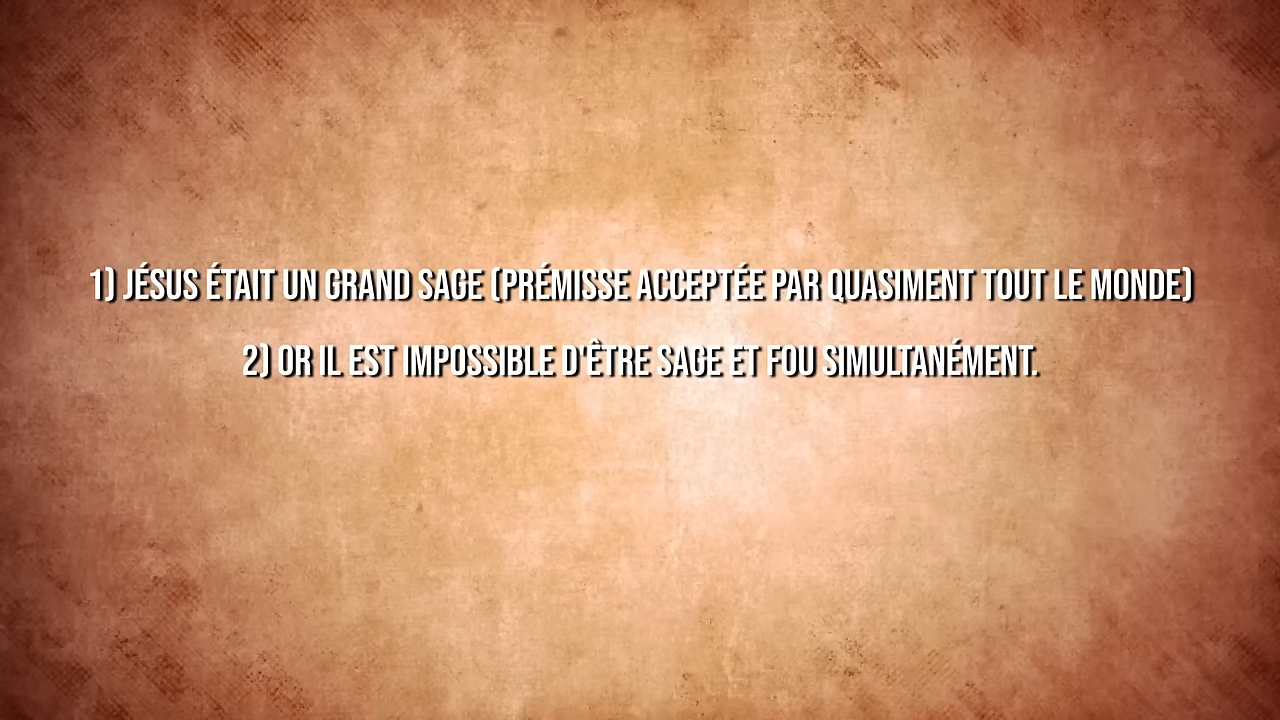 1) JÉSUS ÉTAIT UN GRAND SAGE (PRÉMISSE ACCEPTÉE PAR QUASIMENT TOUT LE MONDE)
2) OR IL EST IMPOSSIBLE D'ÊTRE SAGE ET FOU SIMULTANÉMENT.